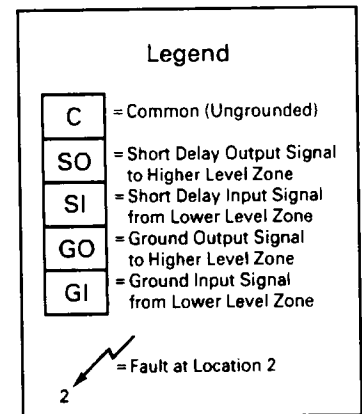 Legend
C = Common (Ungrounded)
SO = Short Delay Output Signal
to Higher Level Zone
SI = Short Delay Input Signal
from Lower Level Zone
GO = Ground Output Signal
to Higher Level Zone
GI = Ground Input Signal
from Lower Level Zone
= Fault at Location 2
2